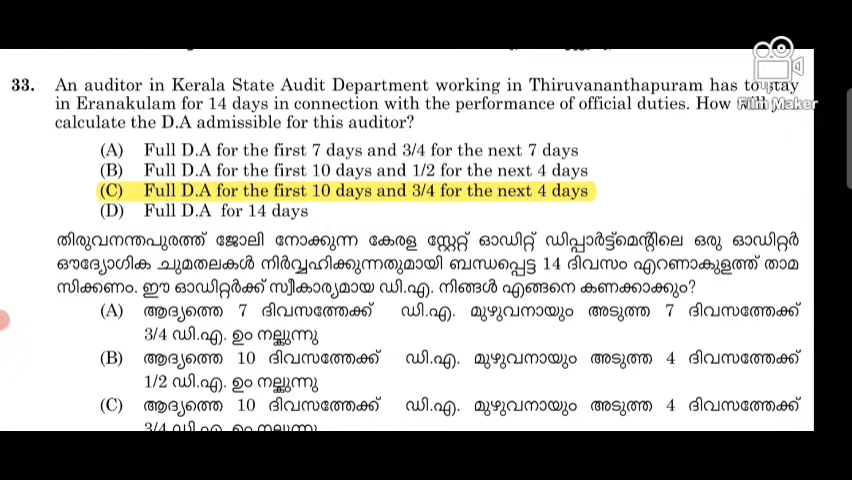 33. An auditor in Kerala State Audit Department working in Thiruvananthapuram has to stay
in Eranakulam for 14 days in connection with the performance of official duties. How will
calculate the D.A admissible for this auditor?
(A) Full D.A for the first 7 days and 3/4 for the next 7 days
(B) Full D.A for the first 10 days and 1/2 for the next 4 days
(C) Full D.A for the first 10 days and 3/4 for the next 4 days
(D) Full D.A for 14 days
തിരുവനന്തപുരത്ത് ജോലി നോക്കുന്ന കേരള സ്റ്റേറ്റ് ഓഡിറ്റ് ഡിപ്പാർട്ട്മെന്റിലെ ഒരു ഓഡിറ്റർ
ഔദ്യോഗിക ചുമതലകൾ നിർവ്വഹിക്കുന്നതുമായി ബന്ധപ്പെട്ട 14 ദിവസം എറണാകുളത്ത് താമ
സിക്കണം. ഈ ഓഡിറ്റർക്ക് സ്വീകാര്യമായ ഡി.എ. നിങ്ങൾ എങ്ങനെ കണക്കാക്കും?
(A) ആദ്യത്തെ 7 ദിവസത്തേക്ക് ഡി.എ. മുഴുവനായും അടുത്ത 7 ദിവസത്തേക്ക്
3/4 ഡി.എ. ഉം നല്കുന്നു
(B) ആദ്യത്തെ 10 ദിവസത്തേക്ക് ഡി.എ. മുഴുവനായും അടുത്ത 4 ദിവസത്തേക്ക്
1/2 ഡി.എ. ഉം നല്കുന്നു
(C) ആദ്യത്തെ 10 ദിവസത്തേക്ക് ഡി.എ. മുഴുവനായും അടുത്ത 4 ദിവസത്തേക്ക്
3/4 ഡി.എ. ഉം നല്കുന്നു
Film Maker